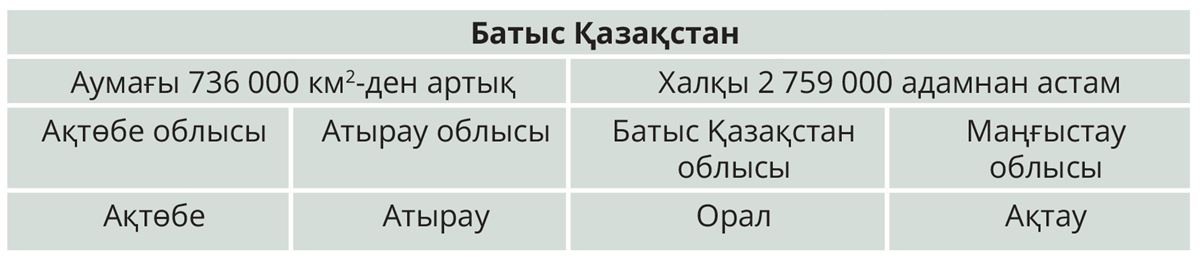 Батыс Қазақстан
Аумағы 736 000 км²-ден артық
Халқы 2 759 000 адамнан астам
Ақтөбе облысы
Атырау облысы
Батыс Қазақстан
облысы
Маңғыстау
облысы
Ақтөбе
Атырау
Орал
Ақтау